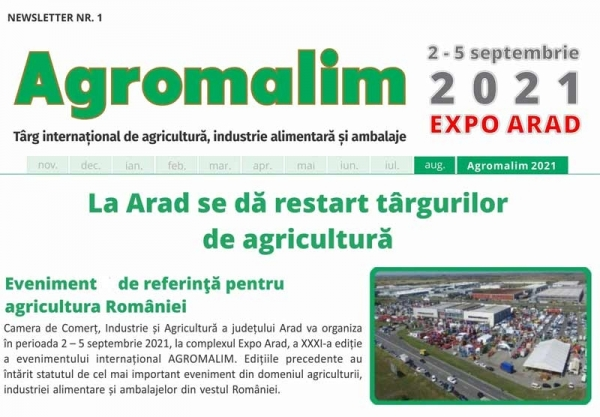 NEWSLETTER NR. 1
Agromalim
2 - 5 septembrie
2021
EXPO ARAD
Târg internațional de agricultură, industrie alimentară și ambalaje
nov. dec. ian. feb. mar. apr. mai iun. iul. aug. Agromalim 2021
La Arad se dă restart târgurilor
de agricultură
Eveniment de referință pentru
agricultura României
Camera de Comerț, Industrie și Agricultură a județului Arad va organiza
în perioada 2 – 5 septembrie 2021, la complexul Expo Arad, a XXXI-a ediție
a evenimentului internațional AGROMALIM. Edițiile precedente au
întărit statutul de cel mai important eveniment din domeniul agriculturii,
industriei alimentare și ambalajelor din vestul României.